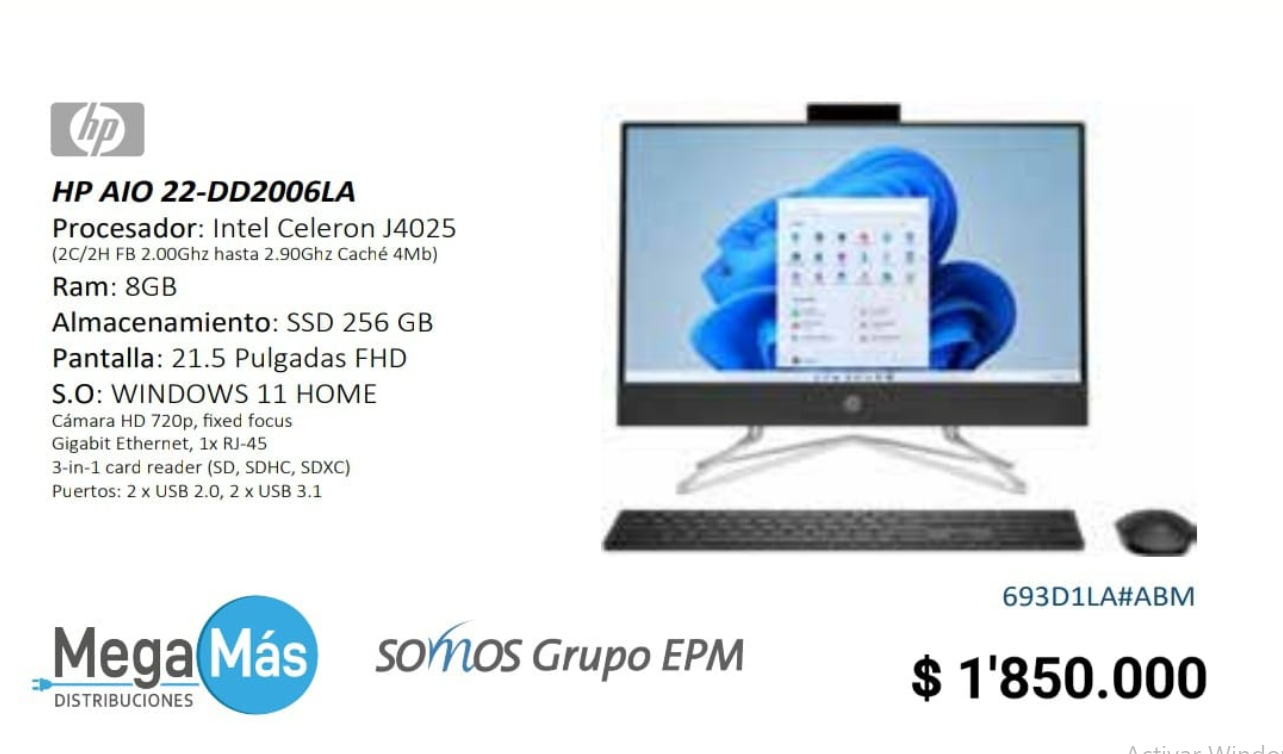 hp
HP AIO 22-DD2006LA
Procesador: Intel Celeron J4025
(2C/2H FB 2.00Ghz hasta 2.90Ghz Caché 4Mb)
Ram: 8GB
Almacenamiento: SSD 256 GB
Pantalla: 21.5 Pulgadas FHD
S.O: WINDOWS 11 HOME
Cámara HD 720p, fixed focus
Gigabit Ethernet, 1x RJ-45
3-in-1 card reader (SD, SDHC, SDXC)
Puertos: 2 x USB 2.0, 2 x USB 3.1
693D1LA#ABM
MegaMás
DISTRIBUCIONES
somos Grupo EPM
$ 1'850.000